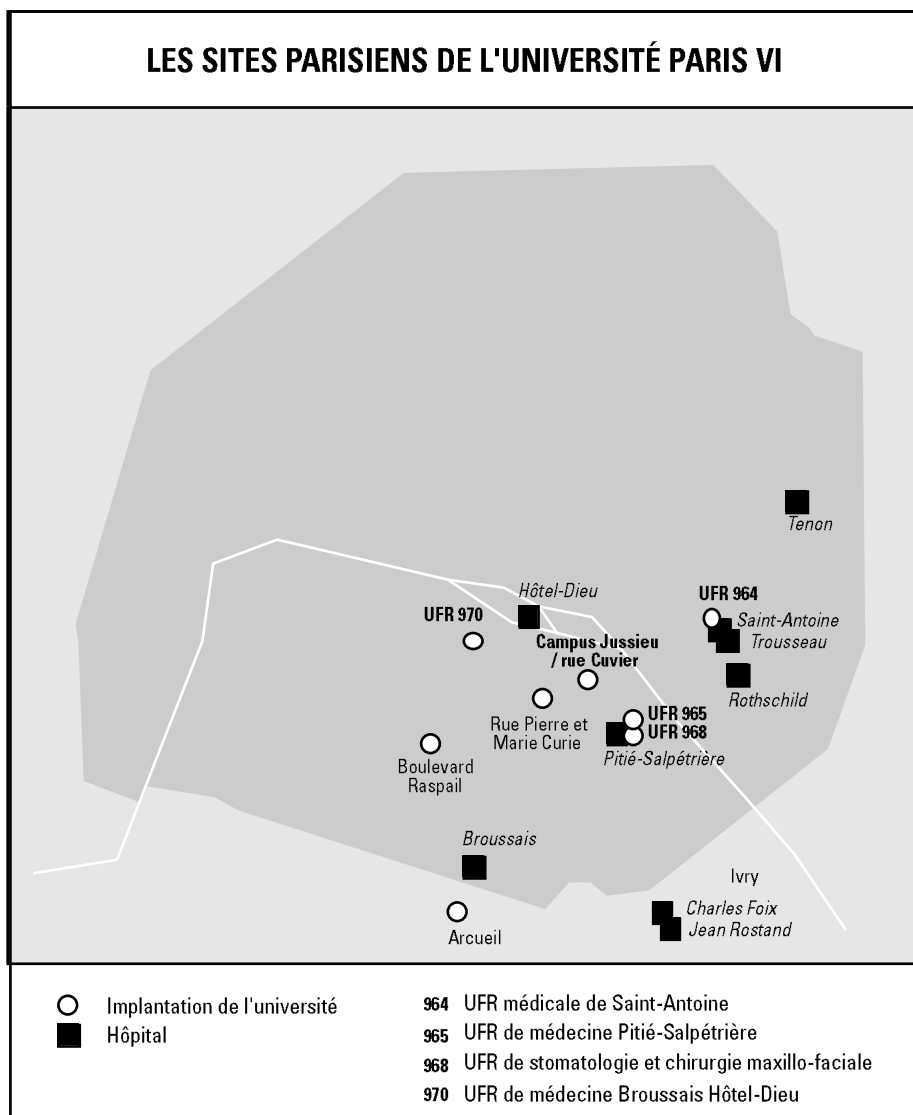 LES SITES PARISIENS DE L'UNIVERSITÉ PARIS VI
Tenon
Hôtel-Dieu
UFR 964
UFR 970
Saint-Antoine
Trousseau
Campus Jussieu
/ rue Cuvier
Rothschild
Rue Pierre et
Marie Curie
UFR 965
UFR 968
Pitié-Salpétrière
Boulevard
Raspail
Broussais
Ivry
Charles Foix
Jean Rostand
Arcueil
Implantation de l'université
Hôpital
964 UFR médicale de Saint-Antoine
965 UFR de médecine Pitié-Salpétrière
968 UFR de stomatologie et chirurgie maxillo-faciale
970 UFR de médecine Broussais Hôtel-Dieu